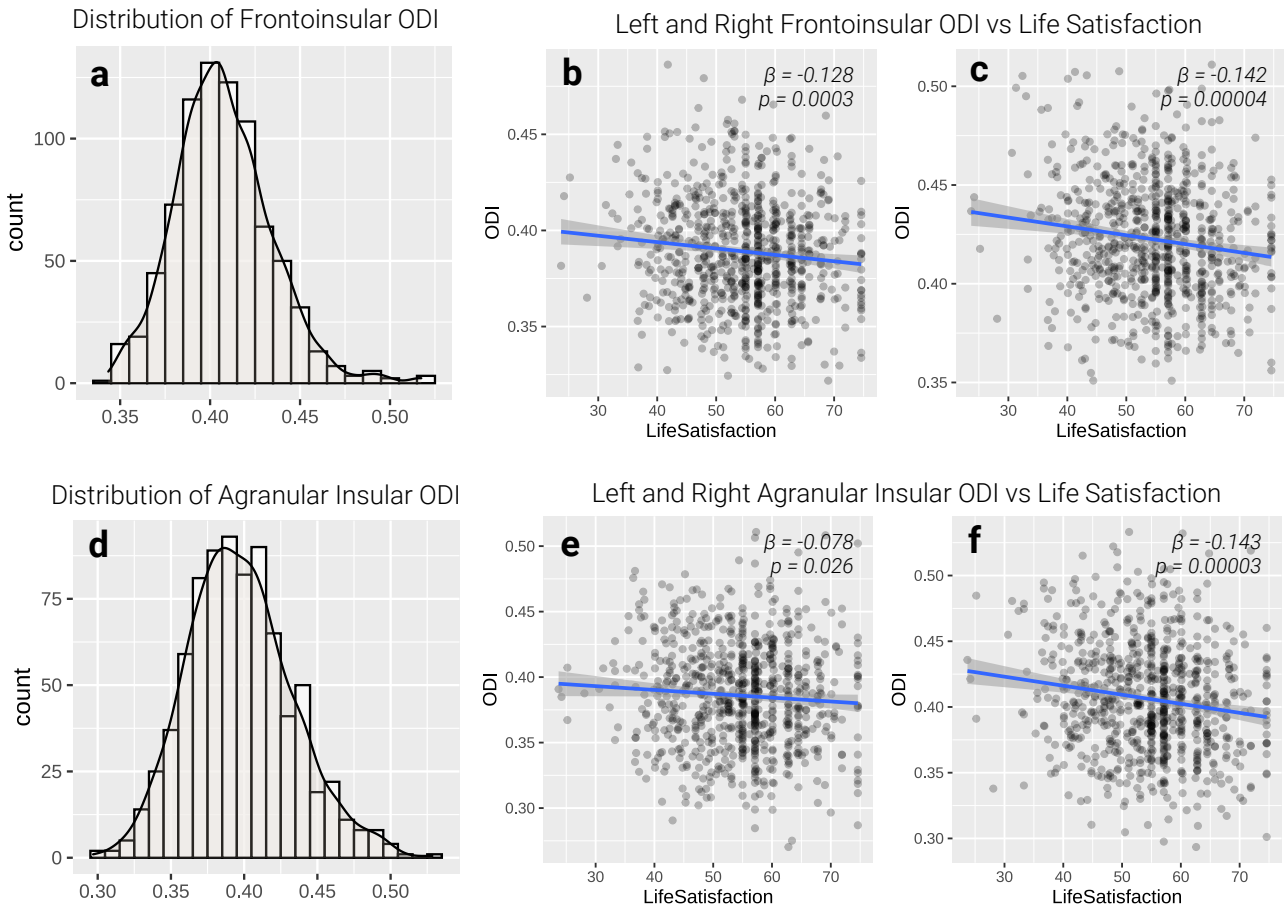 Distribution of Frontoinsular ODI
Left and Right Frontoinsular ODI vs Life Satisfaction
a
count
100
50
0
0.35 0.40 0.45 0.50
b
β = -0.128
p = 0.0003
ODI
0.45
0.40
0.35
30 40 50 60 70
LifeSatisfaction
c
β = -0.142
p = 0.00004
ODI
0.50
0.45
0.40
0.35
30 40 50 60 70
LifeSatisfaction
Distribution of Agranular Insular ODI
Left and Right Agranular Insular ODI vs Life Satisfaction
d
count
75
50
25
0
0.30 0.35 0.40 0.45 0.50
e
β = -0.078
p = 0.026
ODI
0.50
0.45
0.40
0.35
0.30
30 40 50 60 70
LifeSatisfaction
f
β = -0.143
p = 0.00003
ODI
0.50
0.45
0.40
0.35
0.30
30 40 50 60 70
LifeSatisfaction